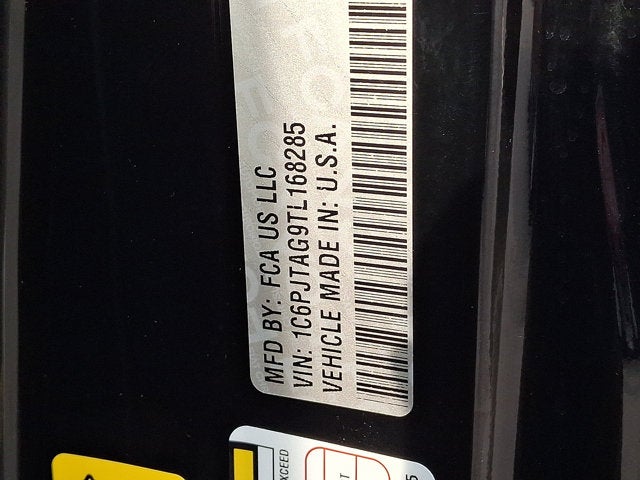 MFD BY: FCA US LLC
VIN: 1C6PJTAG9TL168285
VEHICLE MADE IN: U.S.A.